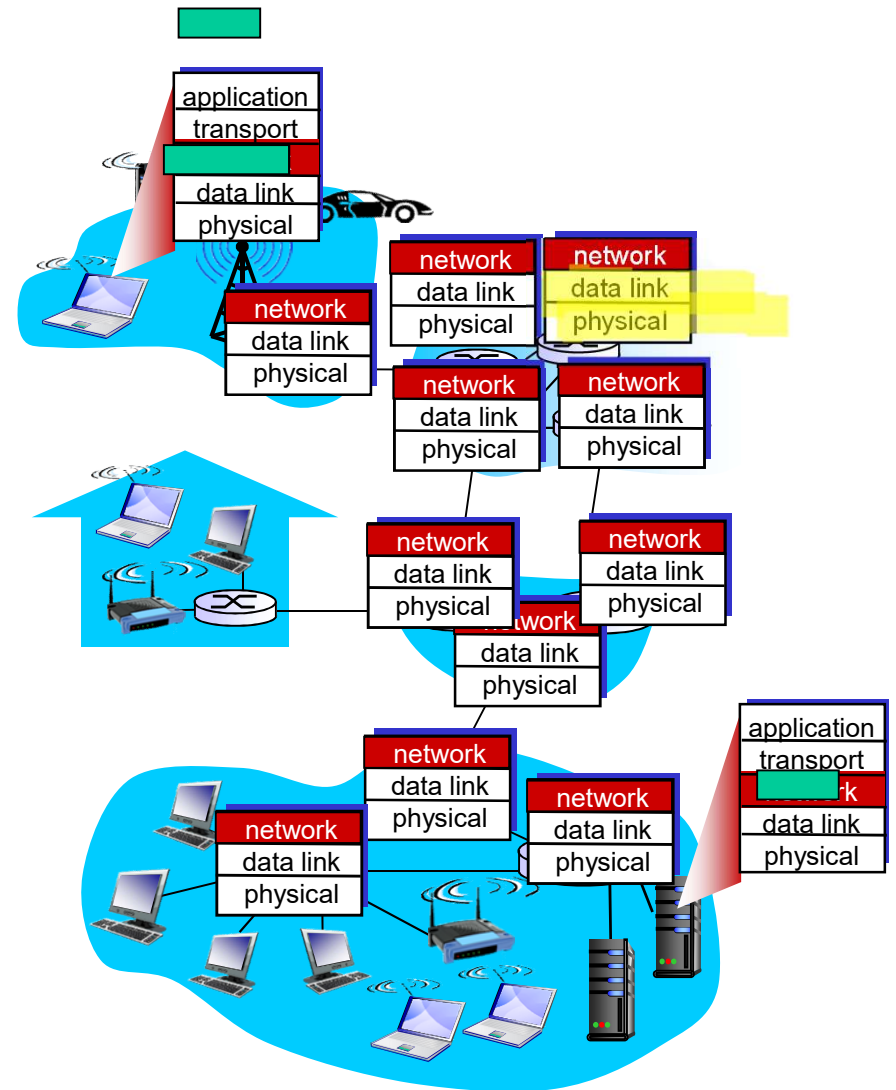 application
transport
data link
physical
network
data link
physical
network
data link
physical
network
data link
physical
network
data link
physical
network
data link
physical
network
data link
physical
network
data link
physical
network
data link
physical
network
data link
physical
application
transport
data link
physical
network
data link
physical
network
data link
physical